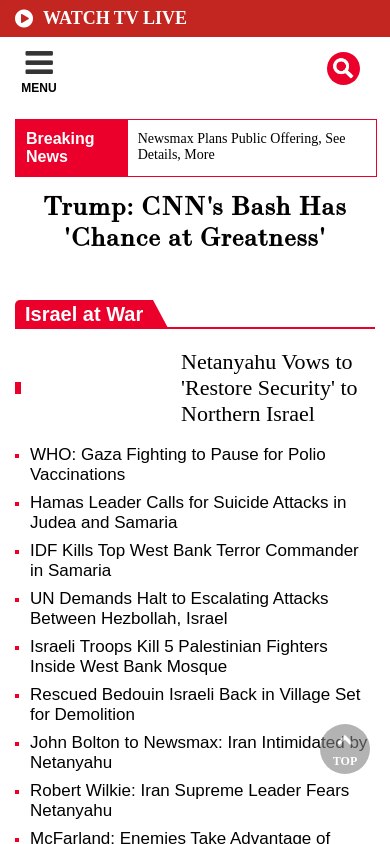 WATCH TV LIVE
MENU
Breaking
News
Newsmax Plans Public Offering, See
Details, More
Trump: CNN's Bash Has
'Chance at Greatness'
Israel at War
Netanyahu Vows to
'Restore Security' to
Northern Israel
WHO: Gaza Fighting to Pause for Polio
Vaccinations
Hamas Leader Calls for Suicide Attacks in
Judea and Samaria
IDF Kills Top West Bank Terror Commander
in Samaria
UN Demands Halt to Escalating Attacks
Between Hezbollah, Israel
Israeli Troops Kill 5 Palestinian Fighters
Inside West Bank Mosque
Rescued Bedouin Israeli Back in Village Set
for Demolition
John Bolton to Newsmax: Iran Intimidated by
Netanyahu
TOP
Robert Wilkie: Iran Supreme Leader Fears
Netanyahu
McFarland: Enemies Take Advantage of